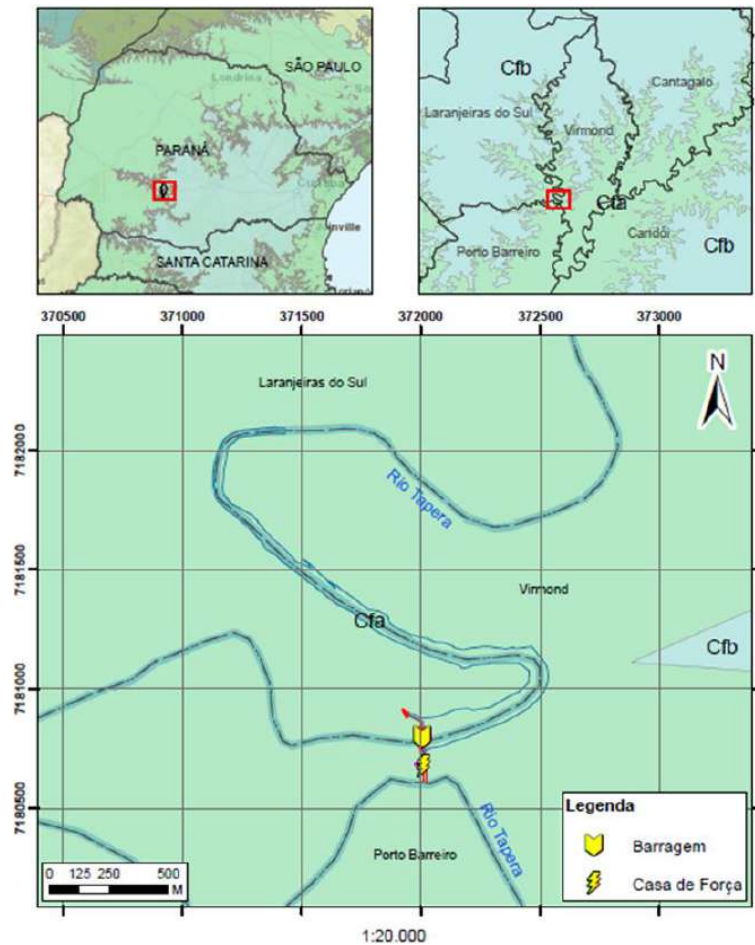 SÃO PAULO
Londrina
PARANÁ
Curitiba
SANTA CATARINA
Cfb
Cantagalo
Laranjeiras do Sul
Virmond
Cfa
Candói
Porto Barreiro
Cfb
370500 371000 371500 372000 372500 373000
Laranjeiras do Sul
N
7182000
Rio Tapera
7181500
Virmond
Cfa
Cfb
7181000
7180500
Rio Tapera
Porto Barreiro
Legenda
Barragem
Casa de Força
0 125 250 500
M
1:20.000